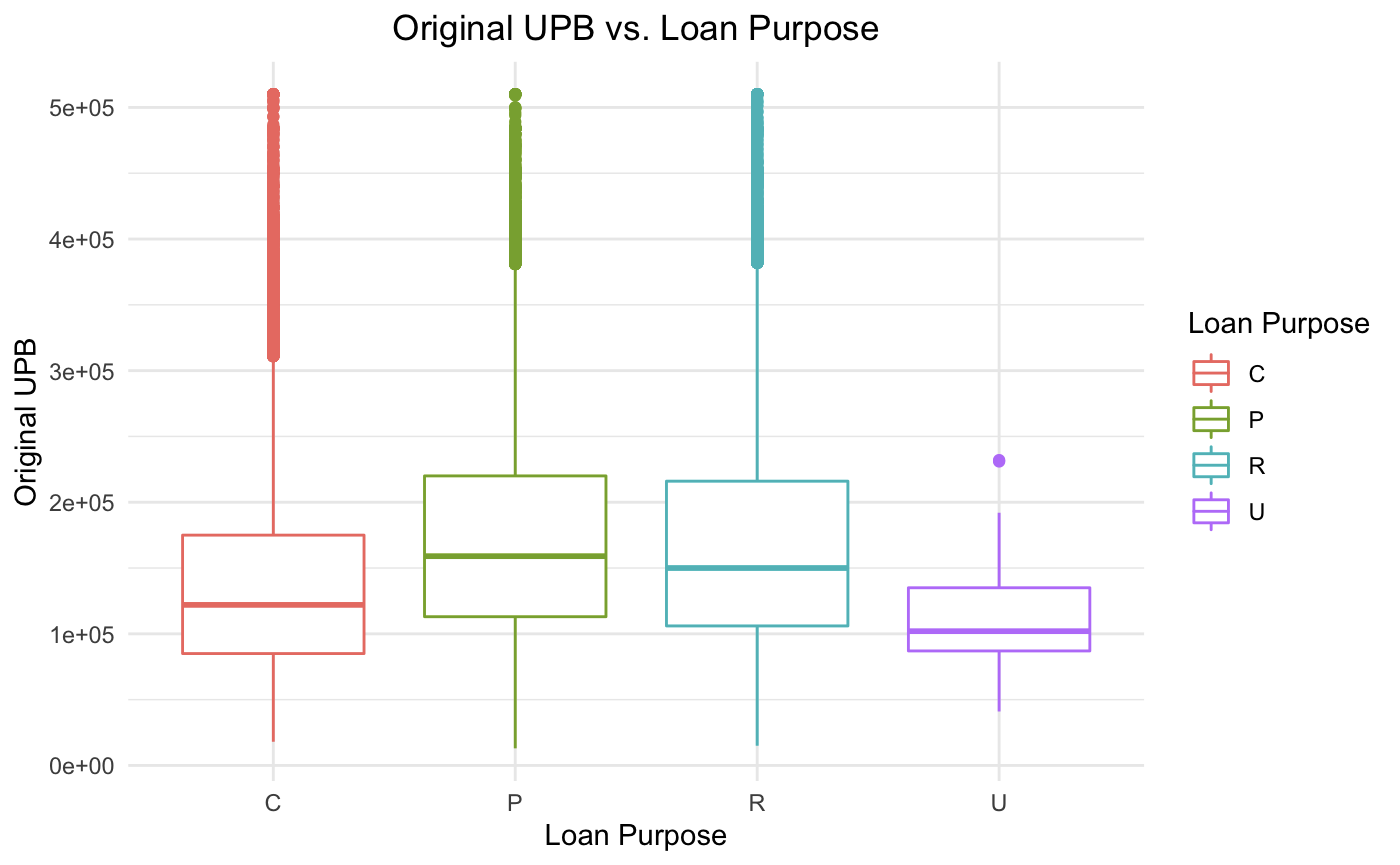 Original UPB vs. Loan Purpose
Original UPB
5e+05
4e+05
3e+05
2e+05
1e+05
0e+00
C P R U
Loan Purpose
Loan Purpose
C
P
R
U